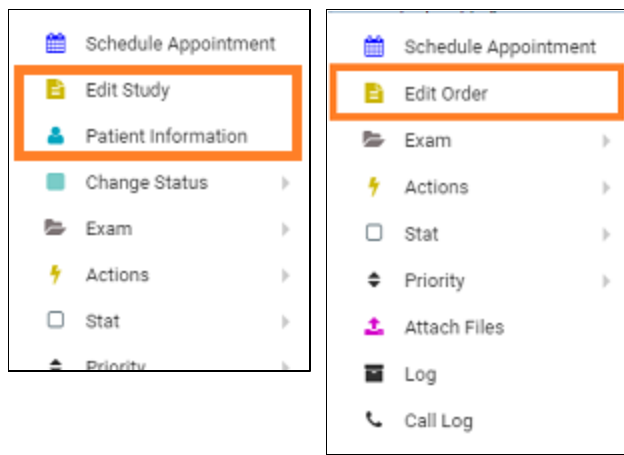 Schedule Appointment
Edit Study
Patient Information
Change Status
Exam
Actions
Stat
Priority
Schedule Appointment
Edit Order
Exam
Actions
Stat
Priority
Attach Files
Log
Call Log